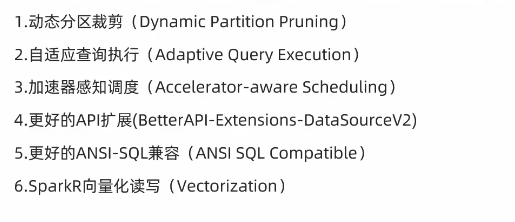 1.动态分区裁剪（Dynamic Partition Pruning）
2.自适应查询执行（Adaptive Query Execution）
3.加速器感知调度（Accelerator-aware Scheduling）
4.更好的API扩展(BetterAPI-Extensions-DataSourceV2)
5.更好的ANSI-SQL兼容（ANSI SQL Compatible）
6.SparkR向量化读写（Vectorization）